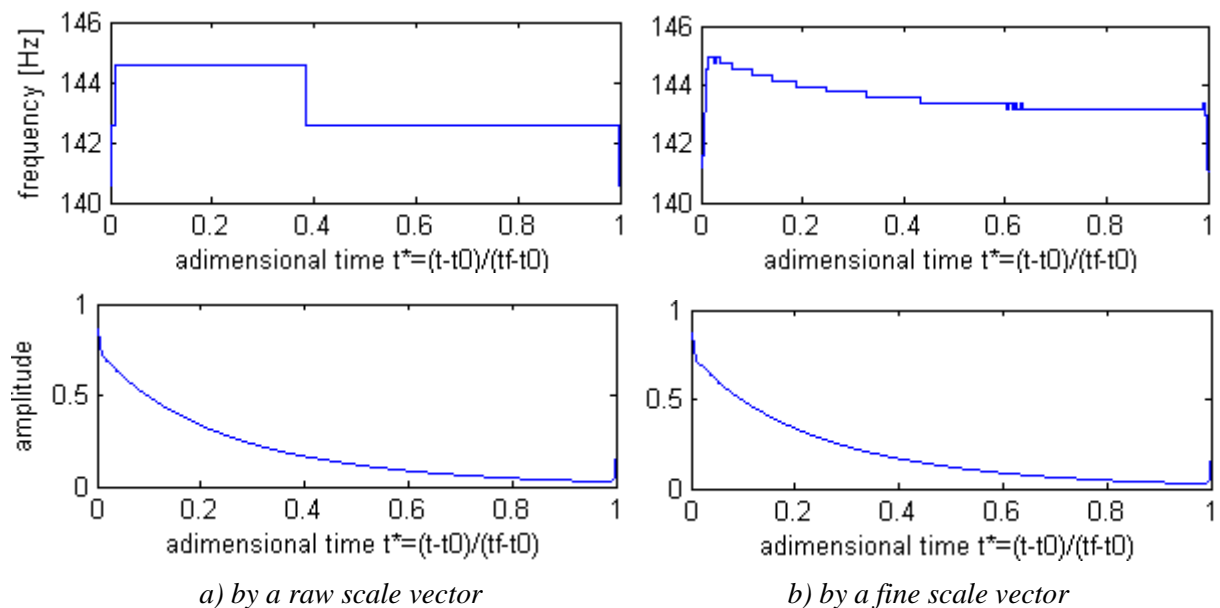 146
144
142
140
frequency [Hz]
0 0.2 0.4 0.6 0.8 1
adimensional time t*=(t-t0)/(tf-t0)
146
144
142
140
0 0.2 0.4 0.6 0.8 1
adimensional time t*=(t-t0)/(tf-t0)
1
0.5
0
amplitude
0 0.2 0.4 0.6 0.8 1
adimensional time t*=(t-t0)/(tf-t0)
1
0.5
0
0 0.2 0.4 0.6 0.8 1
adimensional time t*=(t-t0)/(tf-t0)
a) by a raw scale vector
b) by a fine scale vector